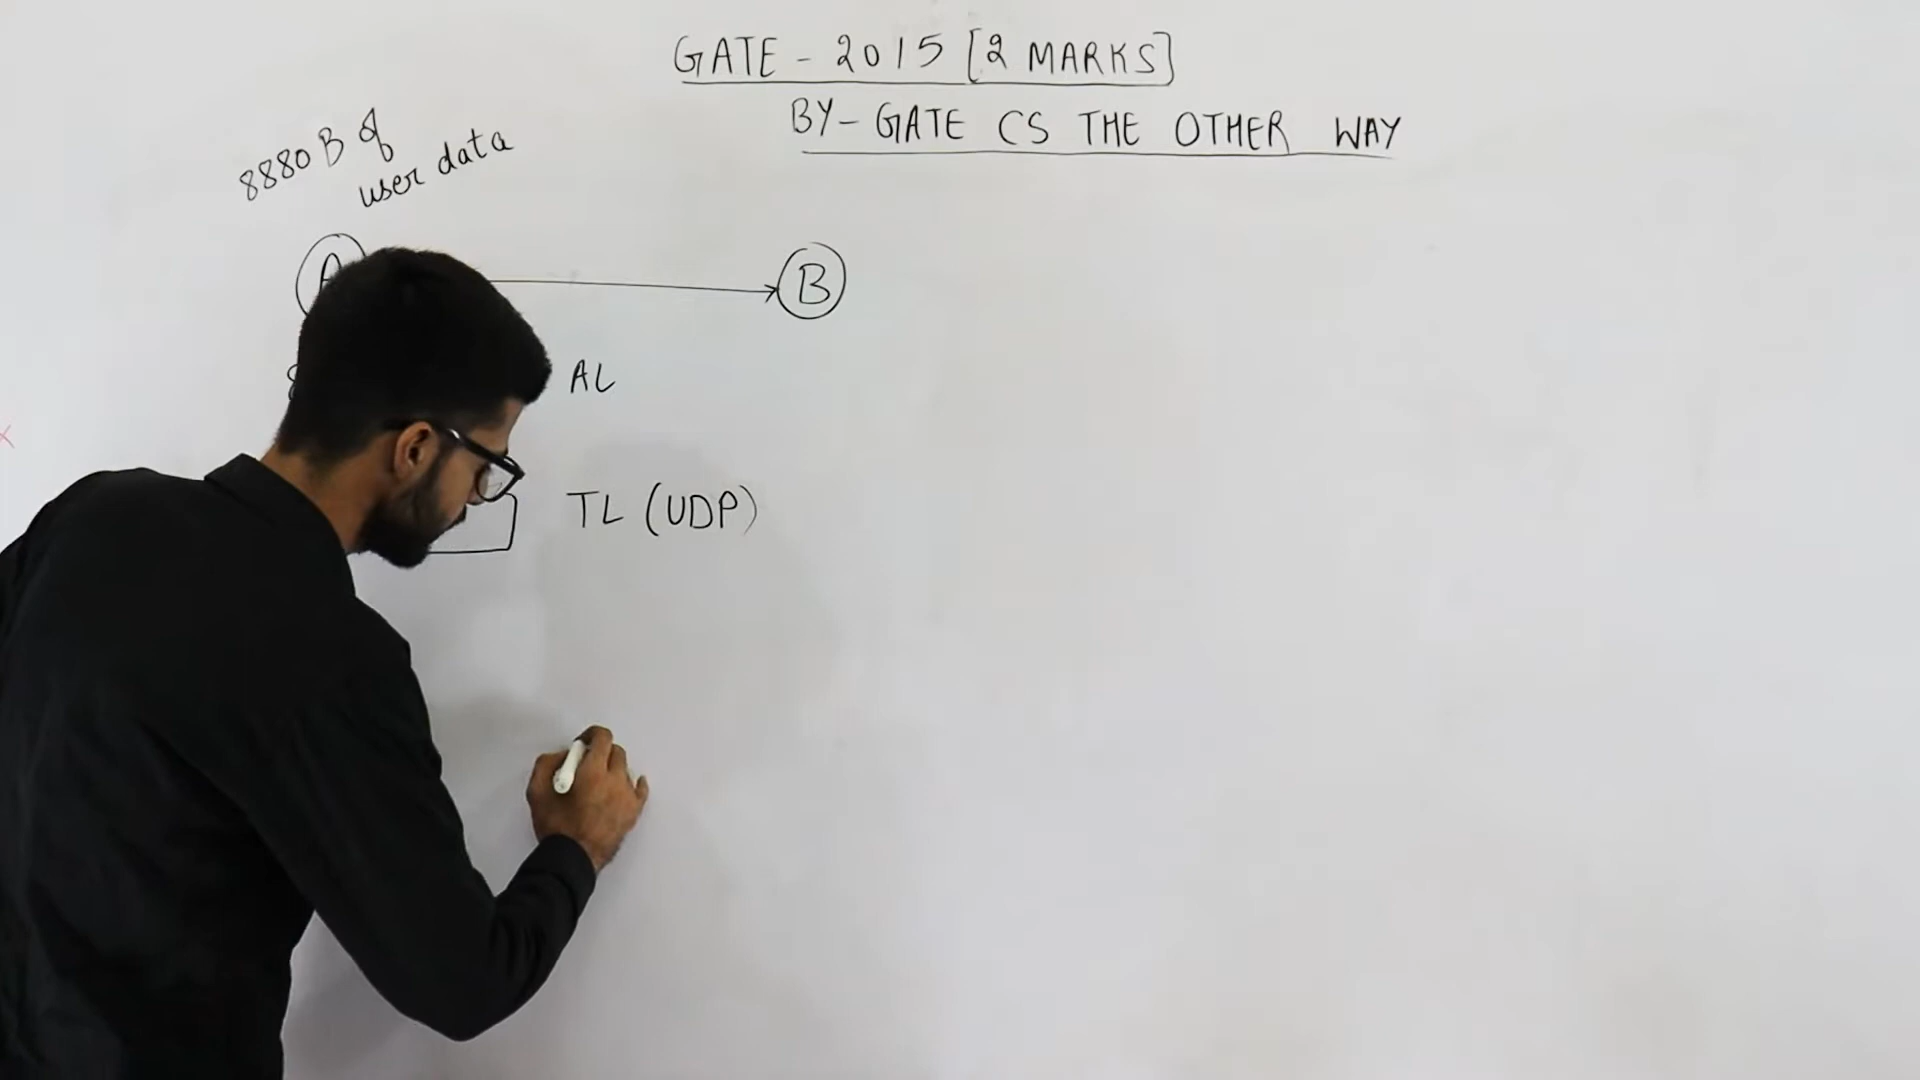 GATE - 2015 [2 MARKS]
BY - GATE CS THE OTHER WAY
8880 B of
user data
A
B
AL
TL (UDP)